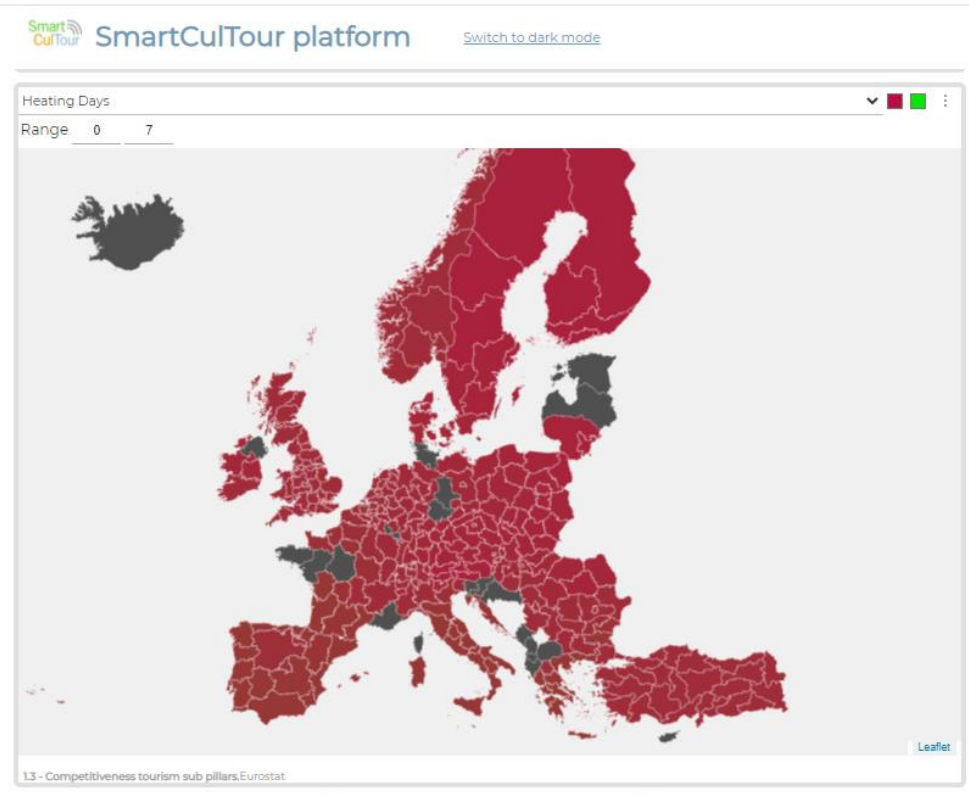 Smart
CulTour
SmartCulTour platform
Switch to dark mode
Heating Days
Range 0 7
Leaflet
1.3 - Competitiveness tourism sub pillars,Eurostat